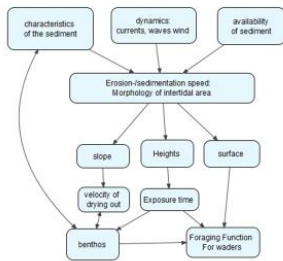 characteristics
of the sediment
dynamics:
currents, waves wind
availability
of sediment
Erosion-/sedimentation speed:
Morphology of intertidal area
slope
Heights
surface
velocity of
drying out
Exposure time
benthos
Foraging Function
For waders